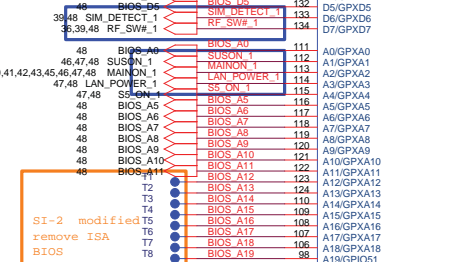 BIOS_D5 132 D5/GPXD5
39,48 SIM_DETECT_1 SIM_DETECT_1 133 D6/GPXD6
36,39,48 RF_SW#_1 RF_SW#_1 134 D7/GPXD7
48 BIOS_A0 BIOS_A0 111 A0/GPXA0
46,47,48 SUSON_1 SUSON_1 112 A1/GPXA1
9,41,42,43,45,46,47,48 MAINON_1 MAINON_1 113 A2/GPXA2
47,48 LAN_POWER_1 LAN_POWER_1 114 A3/GPXA3
47,48 S5_ON_1 S5_ON_1 115 A4/GPXA4
48 BIOS_A5 BIOS_A5 116 A5/GPXA5
48 BIOS_A6 BIOS_A6 117 A6/GPXA6
48 BIOS_A7 BIOS_A7 118 A7/GPXA7
48 BIOS_A8 BIOS_A8 119 A8/GPXA8
48 BIOS_A9 BIOS_A9 120 A9/GPXA9
48 BIOS_A10 BIOS_A10 121 A10/GPXA10
48 BIOS_A11 BIOS_A11 122 A11/GPXA11
T1 BIOS_A12 123 A12/GPXA12
T2 BIOS_A13 124 A13/GPXA13
T3 BIOS_A14 110 A14/GPXA14
T4 BIOS_A15 109 A15/GPXA15
SI-2 modified T5 BIOS_A16 108 A16/GPXA16
remove ISA T6 BIOS_A17 107 A17/GPXA17
BIOS T7 BIOS_A18 106 A18/GPXA18
T8 BIOS_A19 98 A19/GPIO51